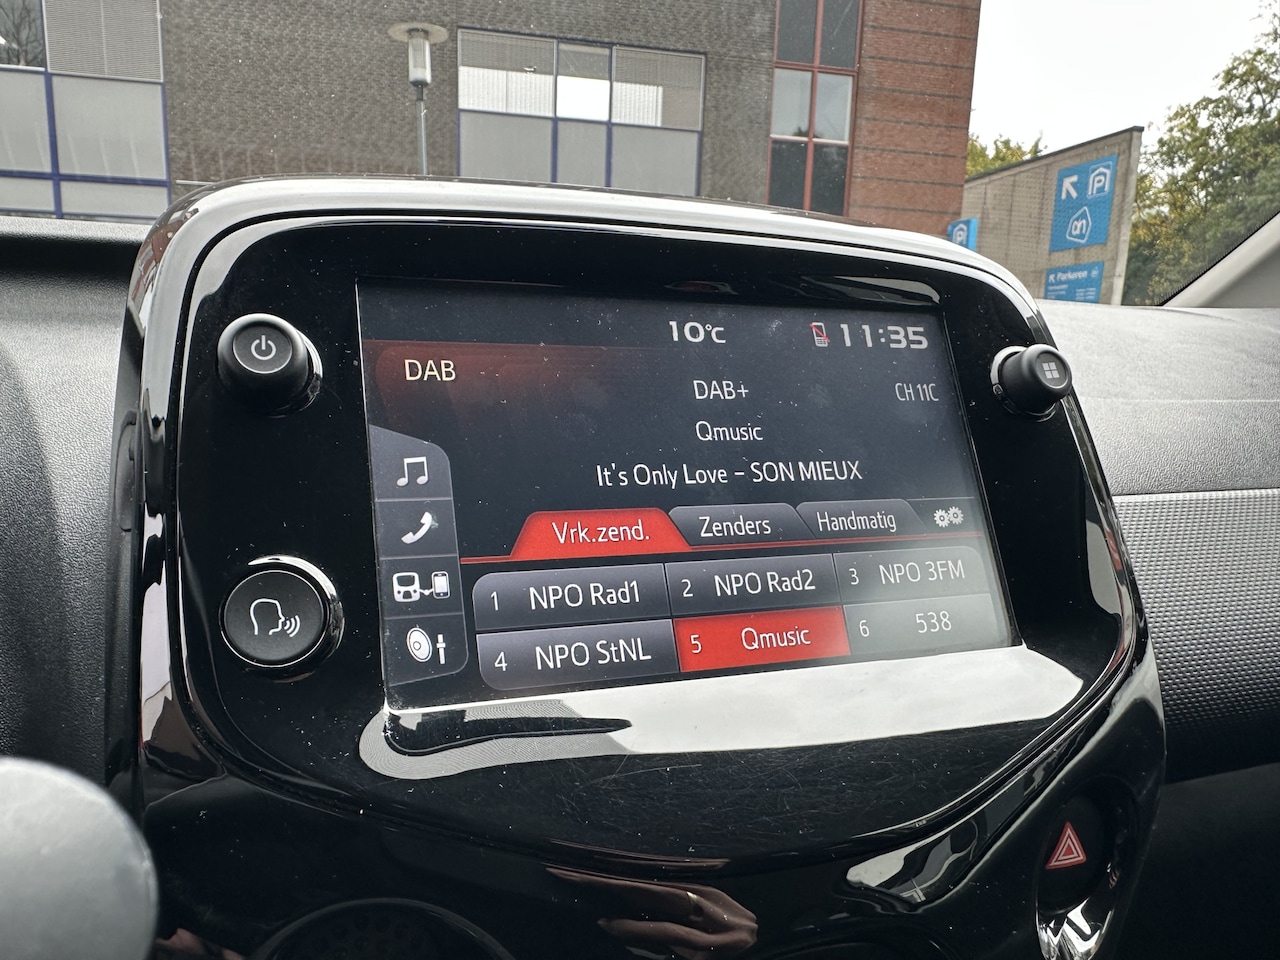 P
Parkeren
P
10°C
11:35
DAB
DAB+
CH 11C
Qmusic
It's Only Love - SON MIEUX
Vrk.zend.
Zenders
Handmatig
1 NPO Rad1
2 NPO Rad2
3 NPO 3FM
4 NPO StNL
5 Qmusic
6 538